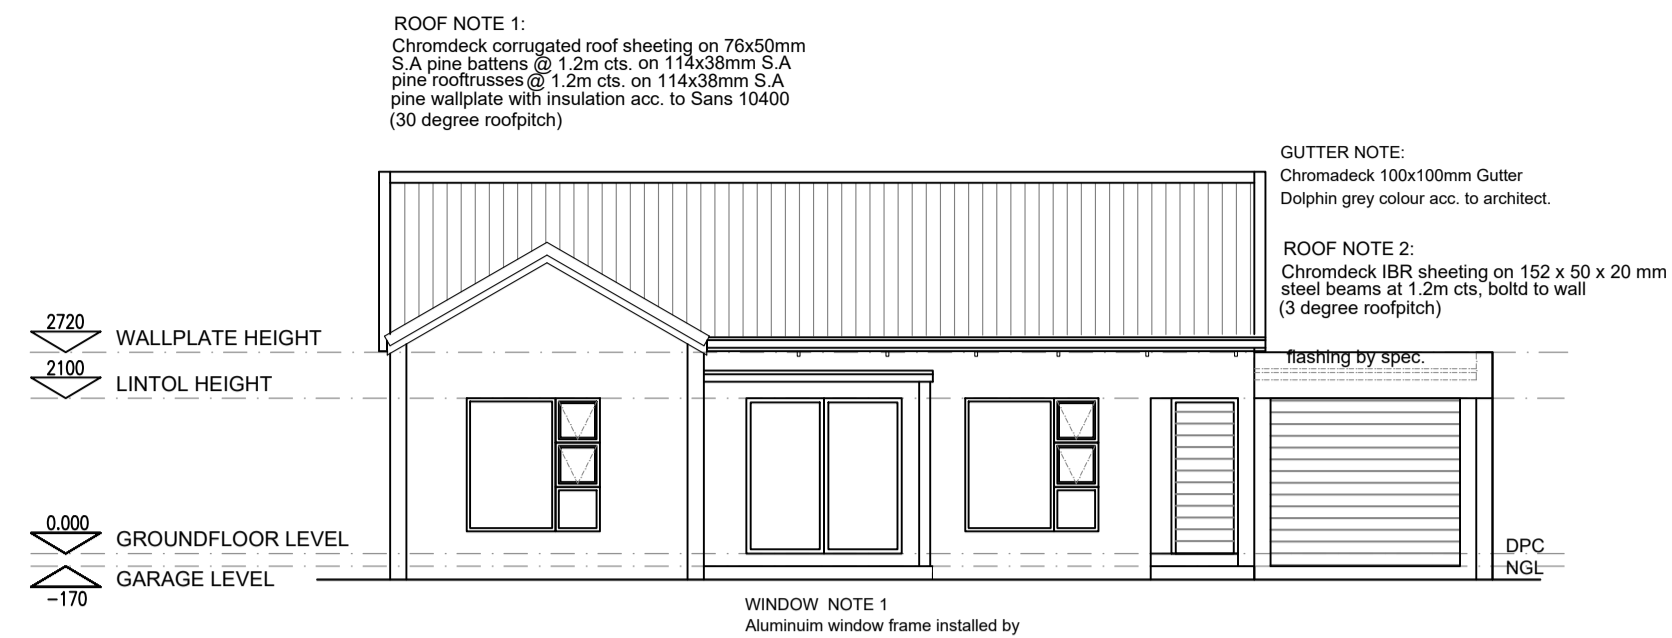 ROOF NOTE 1:
Chromdeck corrugated roof sheeting on 76x50mm
S.A pine battens @ 1.2m cts. on 114x38mm S.A
pine rooftrusses @ 1.2m cts. on 114x38mm S.A
pine wallplate with insulation acc. to Sans 10400
(30 degree roofpitch)
GUTTER NOTE:
Chromadeck 100x100mm Gutter
Dolphin grey colour acc. to architect.
ROOF NOTE 2:
Chromdeck IBR sheeting on 152 x 50 x 20 mm
steel beams at 1.2m cts, boltd to wall
(3 degree roofpitch)
flashing by spec.
2720
WALLPLATE HEIGHT
2100
LINTOL HEIGHT
0.000
GROUNDFLOOR LEVEL
GARAGE LEVEL
-170
DPC
NGL
WINDOW NOTE 1
Aluminuim window frame installed by